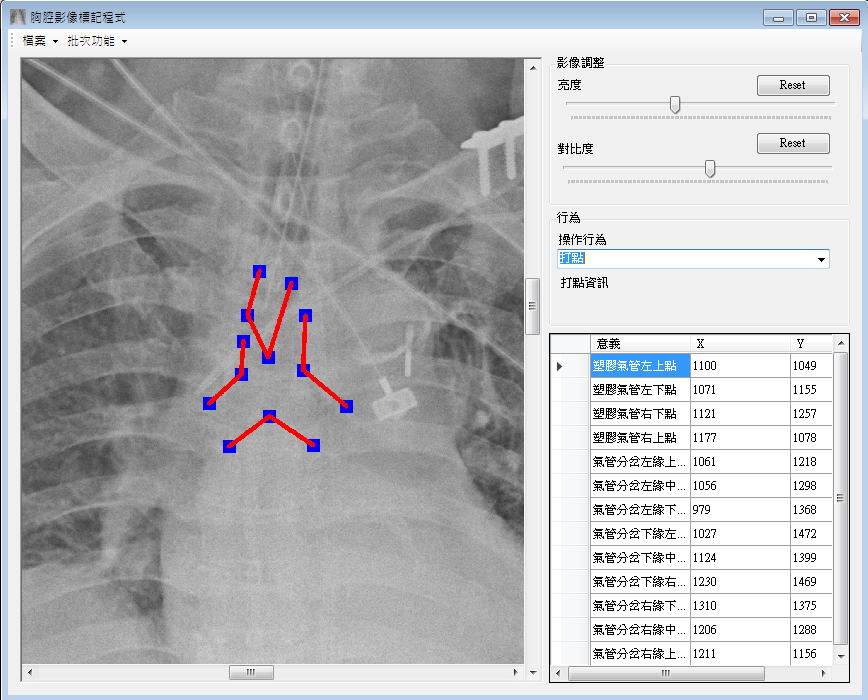 胸腔影像標記程式
檔案 批次功能
影像調整
亮度
Reset
對比度
Reset
行為
操作行為
打點
打點資訊
意義 X Y
塑膠氣管左上點 1100 1049
塑膠氣管左下點 1071 1155
塑膠氣管右下點 1121 1257
塑膠氣管右上點 1177 1078
氣管分岔左緣上... 1061 1218
氣管分岔左緣中... 1056 1298
氣管分岔左緣下... 979 1368
氣管分岔下緣左... 1027 1472
氣管分岔下緣中... 1124 1399
氣管分岔下緣右... 1230 1469
氣管分岔右緣下... 1310 1375
氣管分岔右緣中... 1206 1288
氣管分岔右緣上... 1211 1156